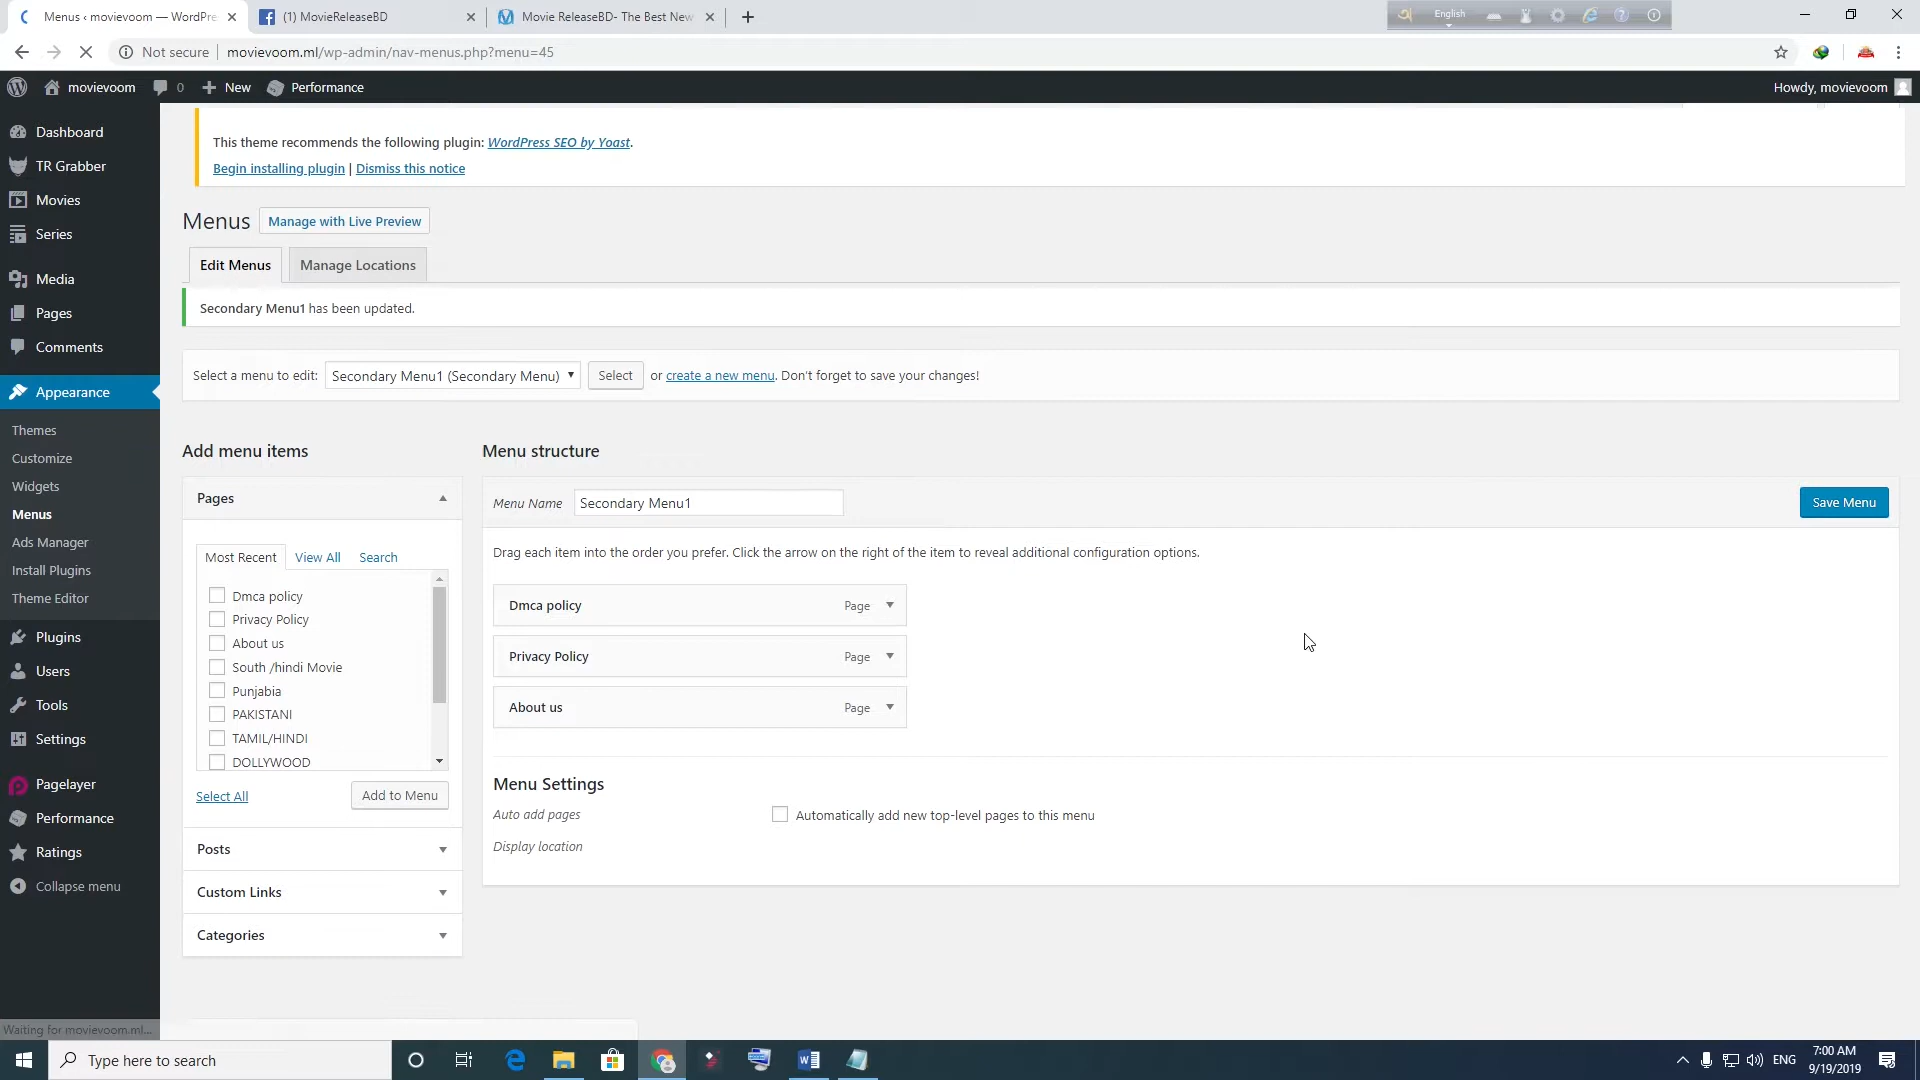 Menus ‹ movievoom — WordPre
(1) MovieReleaseBD
Movie ReleaseBD- The Best New
English
Not secure
movievoom.ml/wp-admin/nav-menus.php?menu=45
movievoom
0
New
Performance
Howdy, movievoom
Dashboard
TR Grabber
Movies
Series
Media
Pages
Comments
Appearance
Themes
Customize
Widgets
Menus
Ads Manager
Install Plugins
Theme Editor
Plugins
Users
Tools
Settings
Pagelayer
Performance
Ratings
Collapse menu
Waiting for movievoom.ml...
This theme recommends the following plugin: WordPress SEO by Yoast.
Begin installing plugin | Dismiss this notice
Menus
Manage with Live Preview
Edit Menus
Manage Locations
Secondary Menu1 has been updated.
Select a menu to edit: Secondary Menu1 (Secondary Menu) Select or create a new menu. Don't forget to save your changes!
Add menu items
Pages
Most Recent
View All
Search
Dmca policy
Privacy Policy
About us
South /hindi Movie
Punjabia
PAKISTANI
TAMIL/HINDI
DOLLYWOOD
Select All
Add to Menu
Posts
Custom Links
Categories
Menu structure
Menu Name Secondary Menu1
Save Menu
Drag each item into the order you prefer. Click the arrow on the right of the item to reveal additional configuration options.
Dmca policy Page
Privacy Policy Page
About us Page
Menu Settings
Auto add pages
Automatically add new top-level pages to this menu
Display location
Type here to search
ENG
7:00 AM
9/19/2019